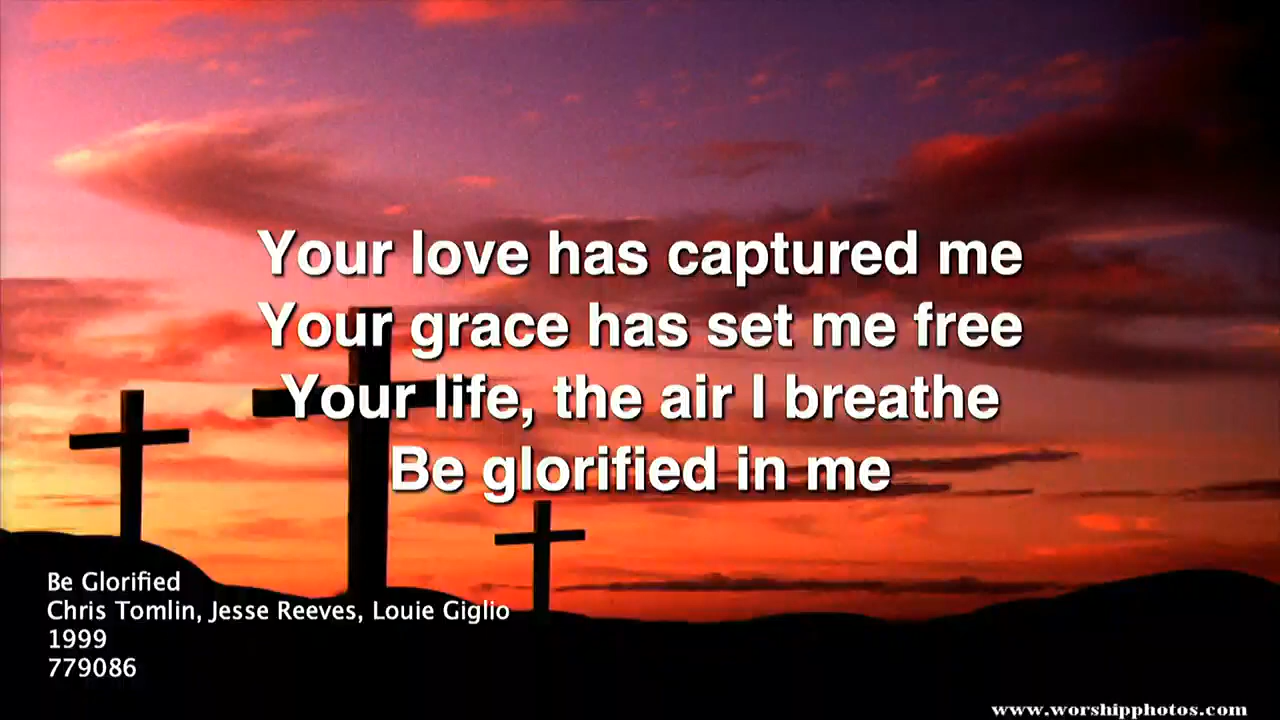 Your love has captured me
Your grace has set me free
Your life, the air I breathe
Be glorified in me
Be Glorified
Chris Tomlin, Jesse Reeves, Louie Giglio
1999
779086
www.worshipphotos.com